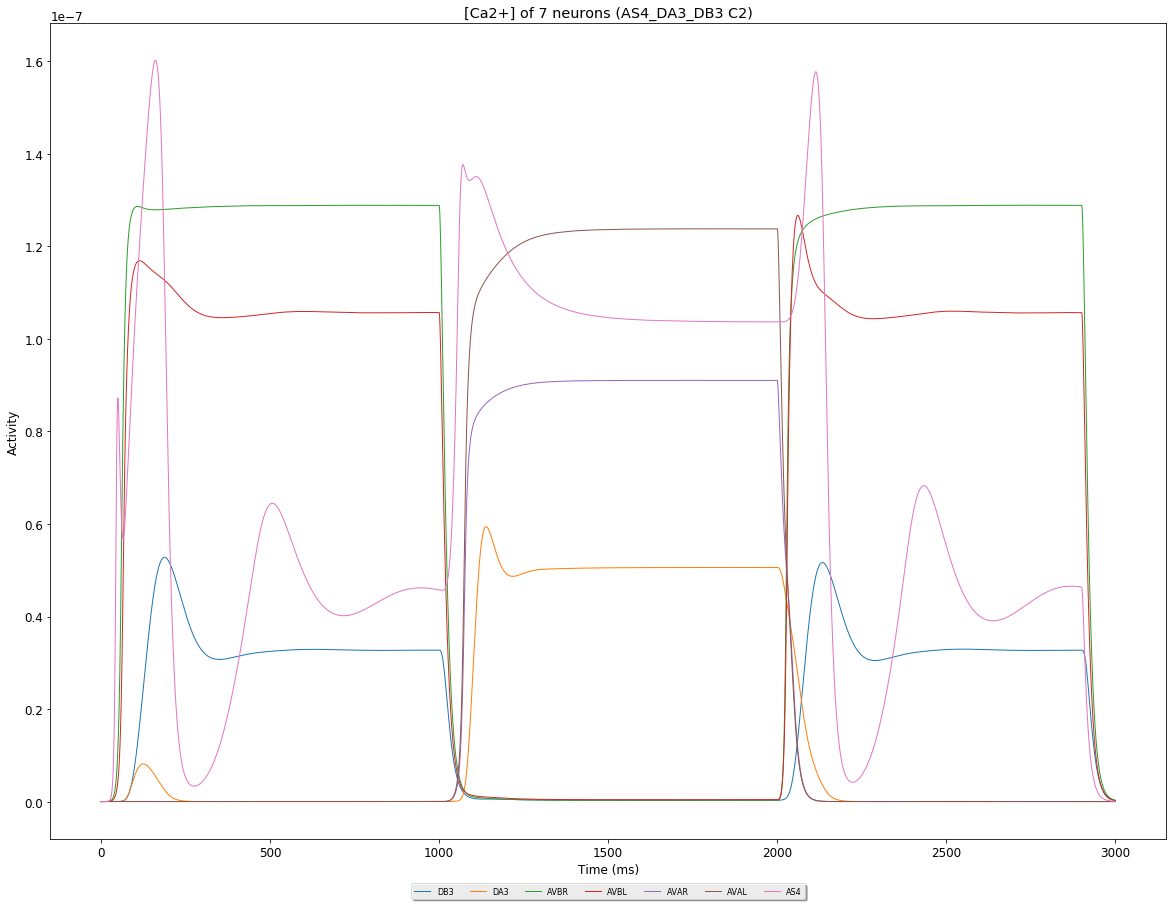 [Ca2+] of 7 neurons (AS4_DA3_DB3 C2)
1e−7
1.6
1.4
1.2
1.0
0.8
0.6
0.4
0.2
0.0
Activity
0 500 1000 1500 2000 2500 3000
Time (ms)
DB3 DA3 AVBR AVBL AVAR AVAL AS4